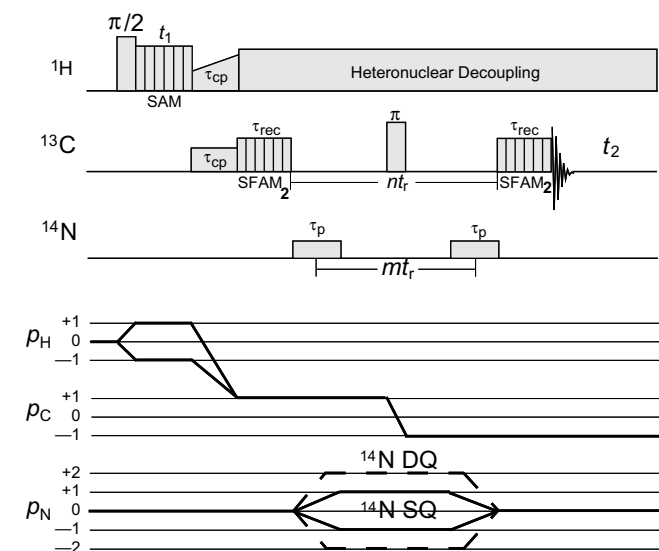 π/2
t1
¹H
τcp
Heteronuclear Decoupling
SAM
¹³C
τcp
τrec
π
τrec
t2
SFAM2
ntr
SFAM2
¹⁴N
τp
τp
mtr
pH
+1
0
—1
pC
+1
0
—1
pN
+2
+1
0
—1
—2
¹⁴N DQ
¹⁴N SQ